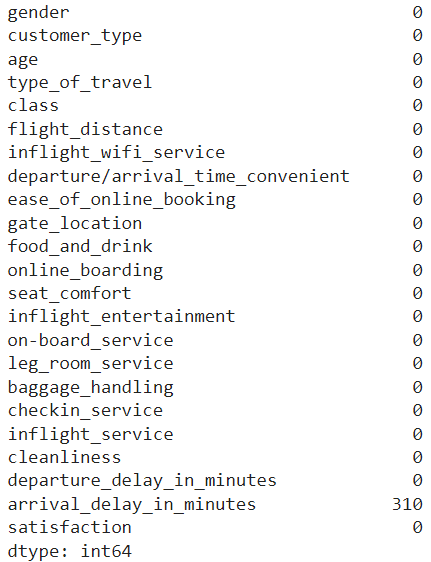 gender 0
customer_type 0
age 0
type_of_travel 0
class 0
flight_distance 0
inflight_wifi_service 0
departure/arrival_time_convenient 0
ease_of_online_booking 0
gate_location 0
food_and_drink 0
online_boarding 0
seat_comfort 0
inflight_entertainment 0
on-board_service 0
leg_room_service 0
baggage_handling 0
checkin_service 0
inflight_service 0
cleanliness 0
departure_delay_in_minutes 0
arrival_delay_in_minutes 310
satisfaction 0
dtype: int64